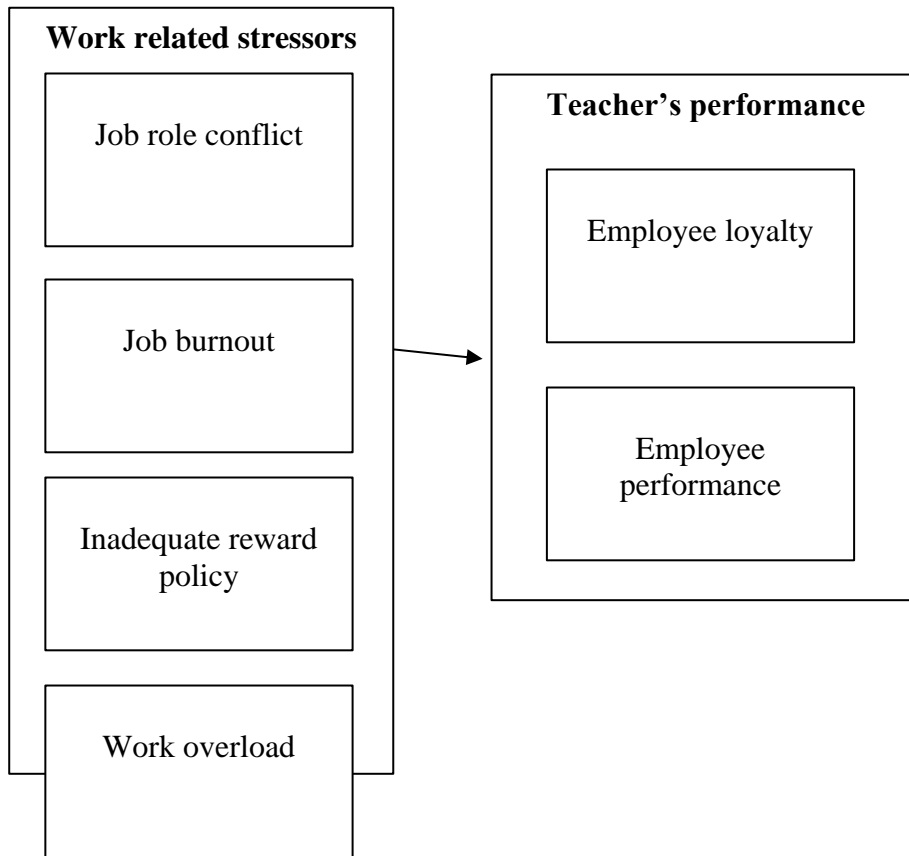 Work related stressors
Job role conflict
Job burnout
Inadequate reward
policy
Work overload
Teacher’s performance
Employee loyalty
Employee
performance